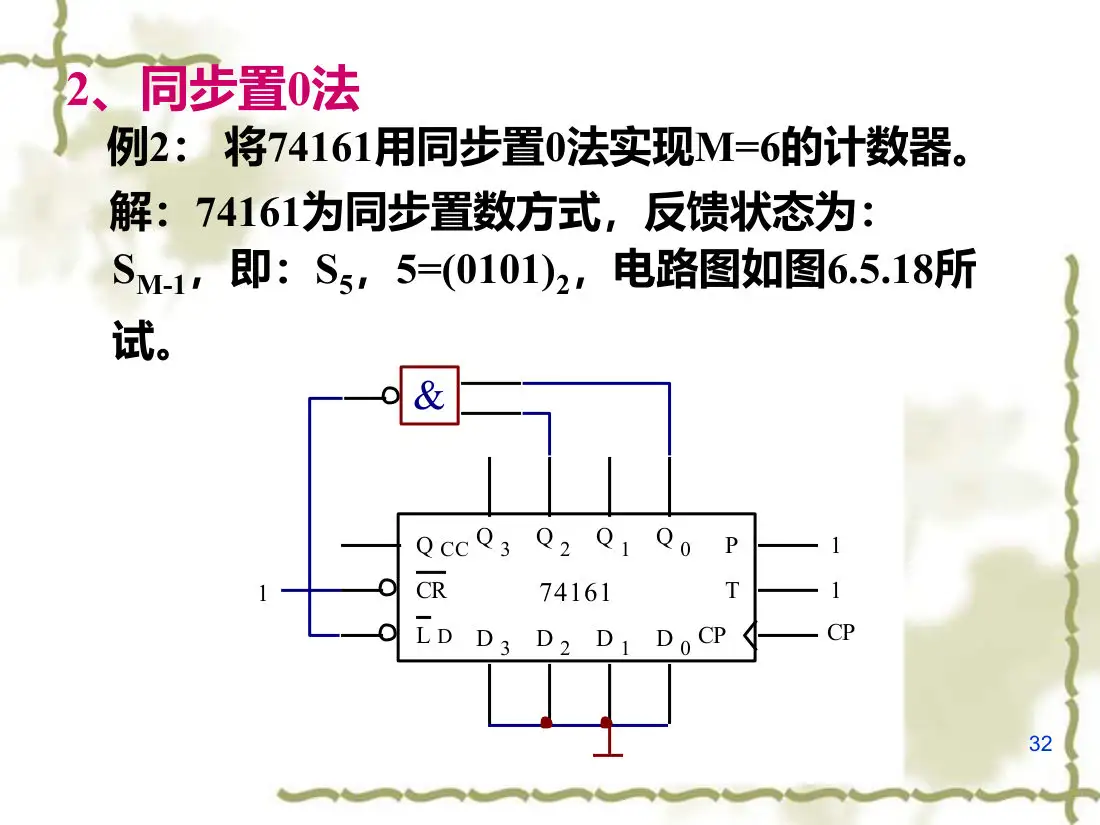 2、同步置0法
例2： 将74161用同步置0法实现M=6的计数器。
解：74161为同步置数方式，反馈状态为：
S_M-1，即：S_5，5=(0101)_2，电路图如图6.5.18所
试。
&
Q CC Q 3 Q 2 Q 1 Q 0 P 1
1 CR 74161 T 1
L D D 3 D 2 D 1 D 0 CP CP
32